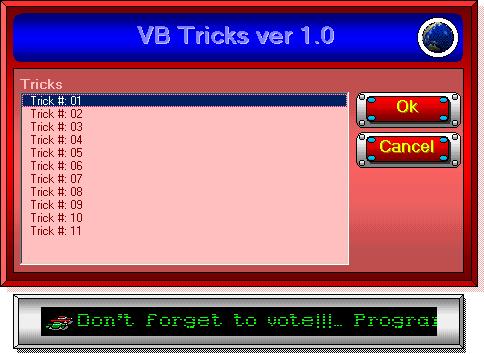 VB Tricks ver 1.0
Tricks
Trick #: 01
Trick #: 02
Trick #: 03
Trick #: 04
Trick #: 05
Trick #: 06
Trick #: 07
Trick #: 08
Trick #: 09
Trick #: 10
Trick #: 11
Ok
Cancel
Don't forget to vote!!!...